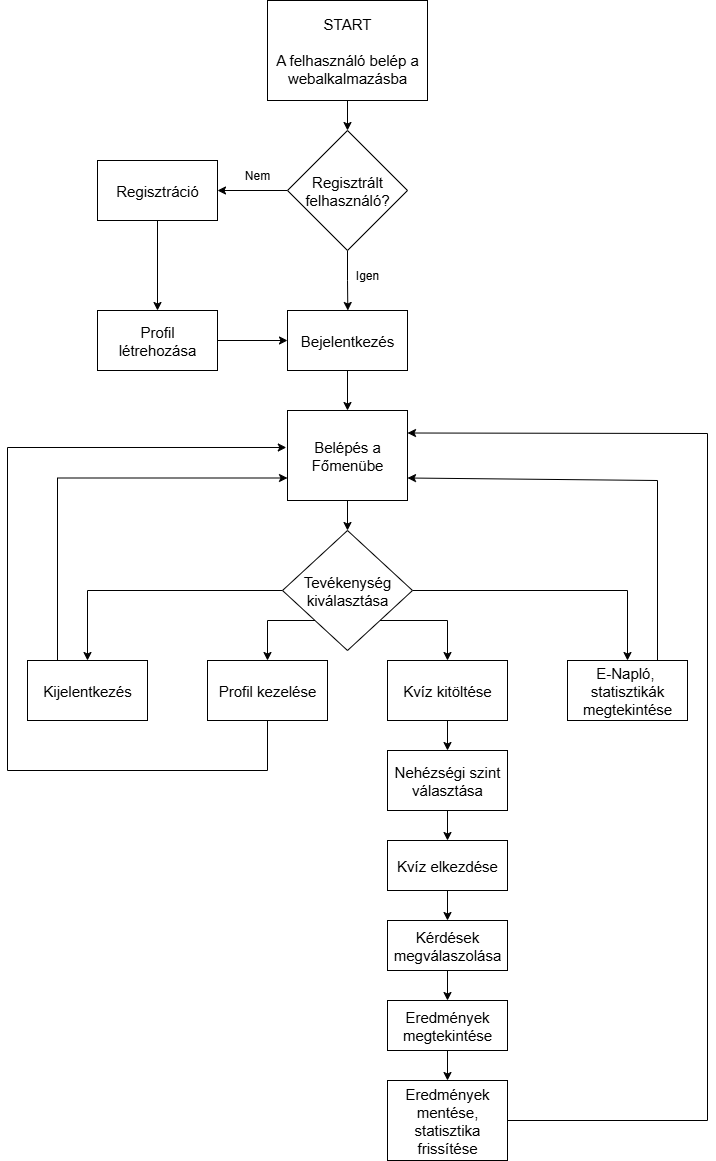 START
A felhasználó belép a
webalkalmazásba
Nem
Regisztráció
Regisztrált
felhasználó?
Igen
Profil
létrehozása
Bejelentkezés
Belépés a
Főmenübe
Tevékenység
kiválasztása
Kijelentkezés
Profil kezelése
Kvíz kitöltése
E-Napló,
statisztikák
megtekintése
Nehézségi szint
választása
Kvíz elkezdése
Kérdések
megválaszolása
Eredmények
megtekintése
Eredmények
mentése,
statisztika
frissítése